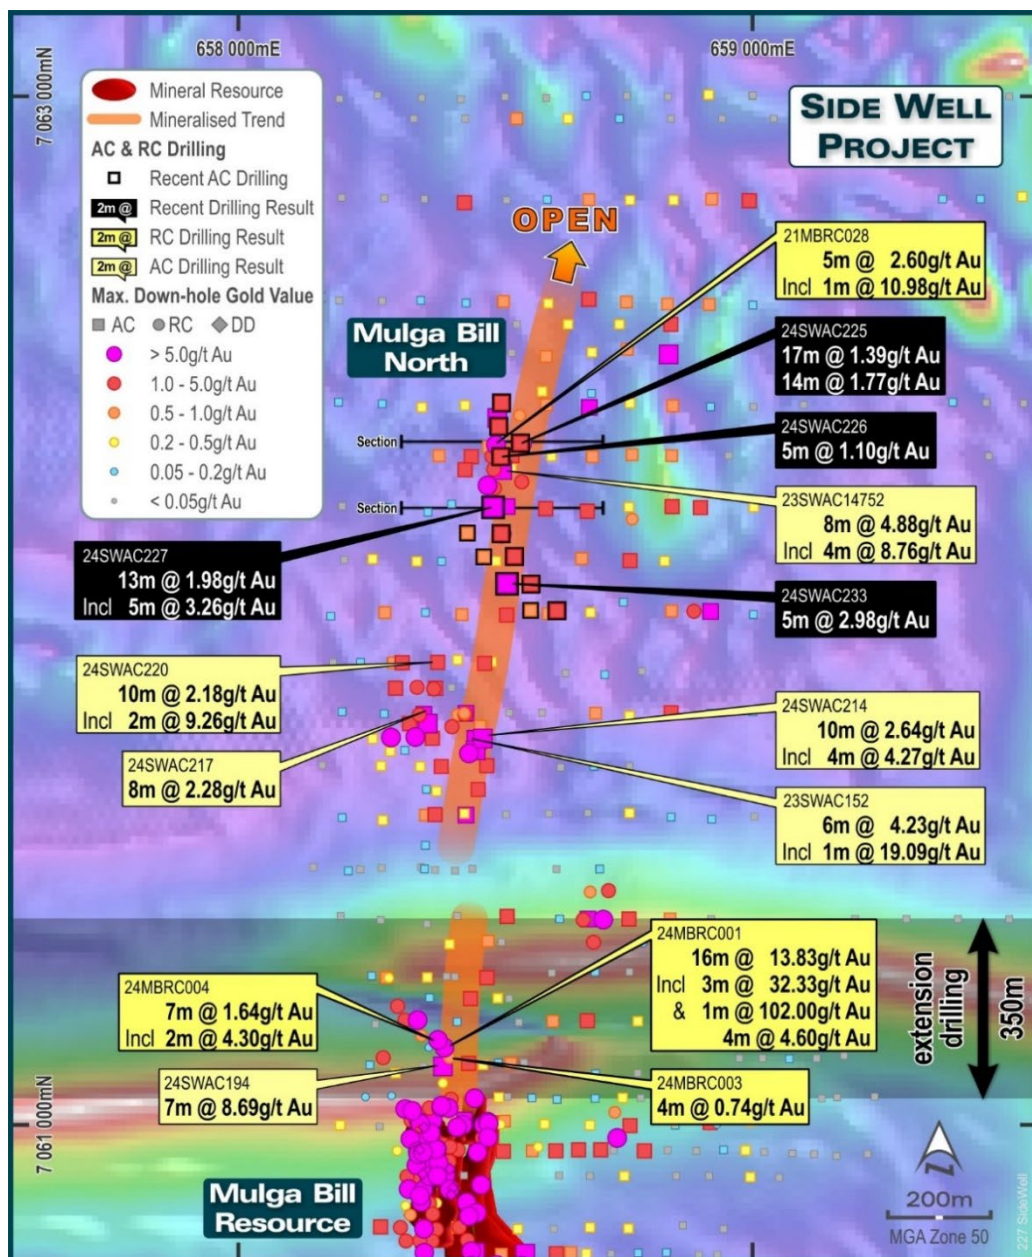 658 000mE
659 000mE
7 063 000mN
Mineral Resource
Mineralised Trend
AC & RC Drilling
Recent AC Drilling
2m @ Recent Drilling Result
2m @ RC Drilling Result
2m @ AC Drilling Result
Max. Down-hole Gold Value
AC RC DD
> 5.0g/t Au
1.0 - 5.0g/t Au
0.5 - 1.0g/t Au
0.2 - 0.5g/t Au
0.05 - 0.2g/t Au
< 0.05g/t Au
SIDE WELL
PROJECT
OPEN
Mulga Bill
North
21MBRC028
5m @ 2.60g/t Au
Incl 1m @ 10.98g/t Au
24SWAC225
17m @ 1.39g/t Au
14m @ 1.77g/t Au
Section
24SWAC226
5m @ 1.10g/t Au
23SWAC14752
8m @ 4.88g/t Au
Incl 4m @ 8.76g/t Au
Section
24SWAC227
13m @ 1.98g/t Au
Incl 5m @ 3.26g/t Au
24SWAC233
5m @ 2.98g/t Au
24SWAC220
10m @ 2.18g/t Au
Incl 2m @ 9.26g/t Au
24SWAC217
8m @ 2.28g/t Au
24SWAC214
10m @ 2.64g/t Au
Incl 4m @ 4.27g/t Au
23SWAC152
6m @ 4.23g/t Au
Incl 1m @ 19.09g/t Au
24MBRC001
16m @ 13.83g/t Au
Incl 3m @ 32.33g/t Au
& 1m @ 102.00g/t Au
4m @ 4.60g/t Au
24MBRC004
7m @ 1.64g/t Au
Incl 2m @ 4.30g/t Au
24SWAC194
7m @ 8.69g/t Au
24MBRC003
4m @ 0.74g/t Au
extension
drilling
350m
7 061 000mN
Mulga Bill
Resource
200m
MGA Zone 50
227 SideWell